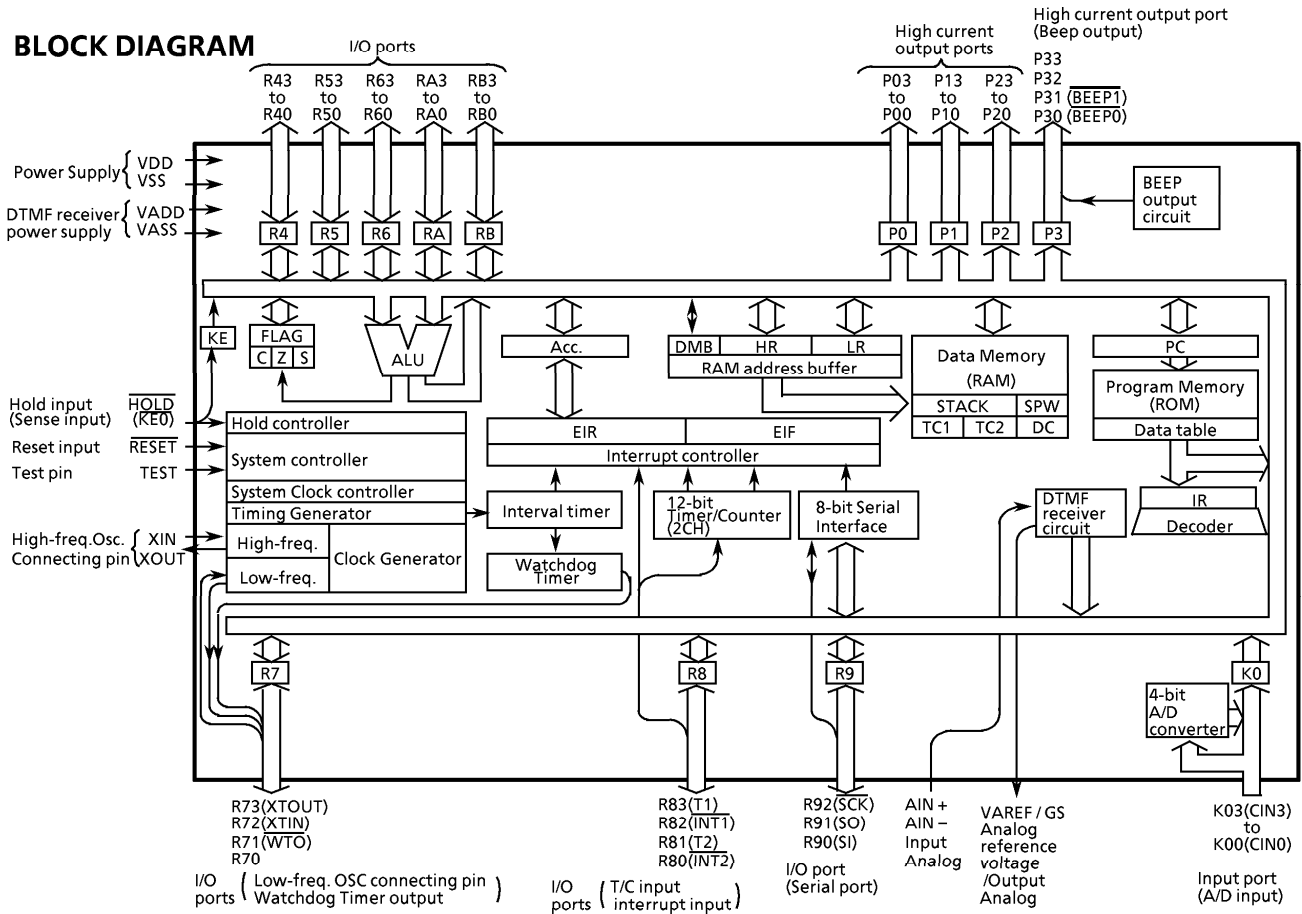 BLOCK DIAGRAM
I/O ports
High current
output ports
High current output port
(Beep output)
R43
to
R40
R53
to
R50
R63
to
R60
RA3
to
RA0
RB3
to
RB0
P03
to
P00
P13
to
P10
P23
to
P20
P33
P32
P31 (BEEP1)
P30 (BEEP0)
Power Supply
VDD
VSS
DTMF receiver
power supply
VADD
VASS
BEEP
output
circuit
R4
R5
R6
RA
RB
P0
P1
P2
P3
KE
FLAG
C Z S
ALU
Acc.
DMB HR LR
RAM address buffer
Data Memory
(RAM)
STACK SPW
TC1 TC2 DC
PC
Program Memory
(ROM)
Data table
Hold input
(Sense input)
HOLD
(KE0)
Reset input RESET
Test pin TEST
High-freq.Osc.
Connecting pin
XIN
XOUT
Hold controller
System controller
System Clock controller
Timing Generator
High-freq.
Low-freq.
Clock Generator
EIR EIF
Interrupt controller
Interval timer
Watchdog
Timer
12-bit
Timer/Counter
(2CH)
8-bit Serial
Interface
DTMF
receiver
circuit
IR
Decoder
R7
R8
R9
K0
4-bit
A/D
converter
R73(XTOUT)
R72(XTIN)
R71(WTO)
R70
I/O
ports
(Low-freq. OSC connecting pin
Watchdog Timer output)
R83(T1)
R82(INT1)
R81(T2)
R80(INT2)
I/O
ports
(T/C input
interrupt input)
R92(SCK)
R91(SO)
R90(SI)
I/O port
(Serial port)
AIN +
AIN –
Input
Analog
VAREF / GS
Analog
reference
voltage
/Output
Analog
K03(CIN3)
to
K00(CIN0)
Input port
(A/D input)